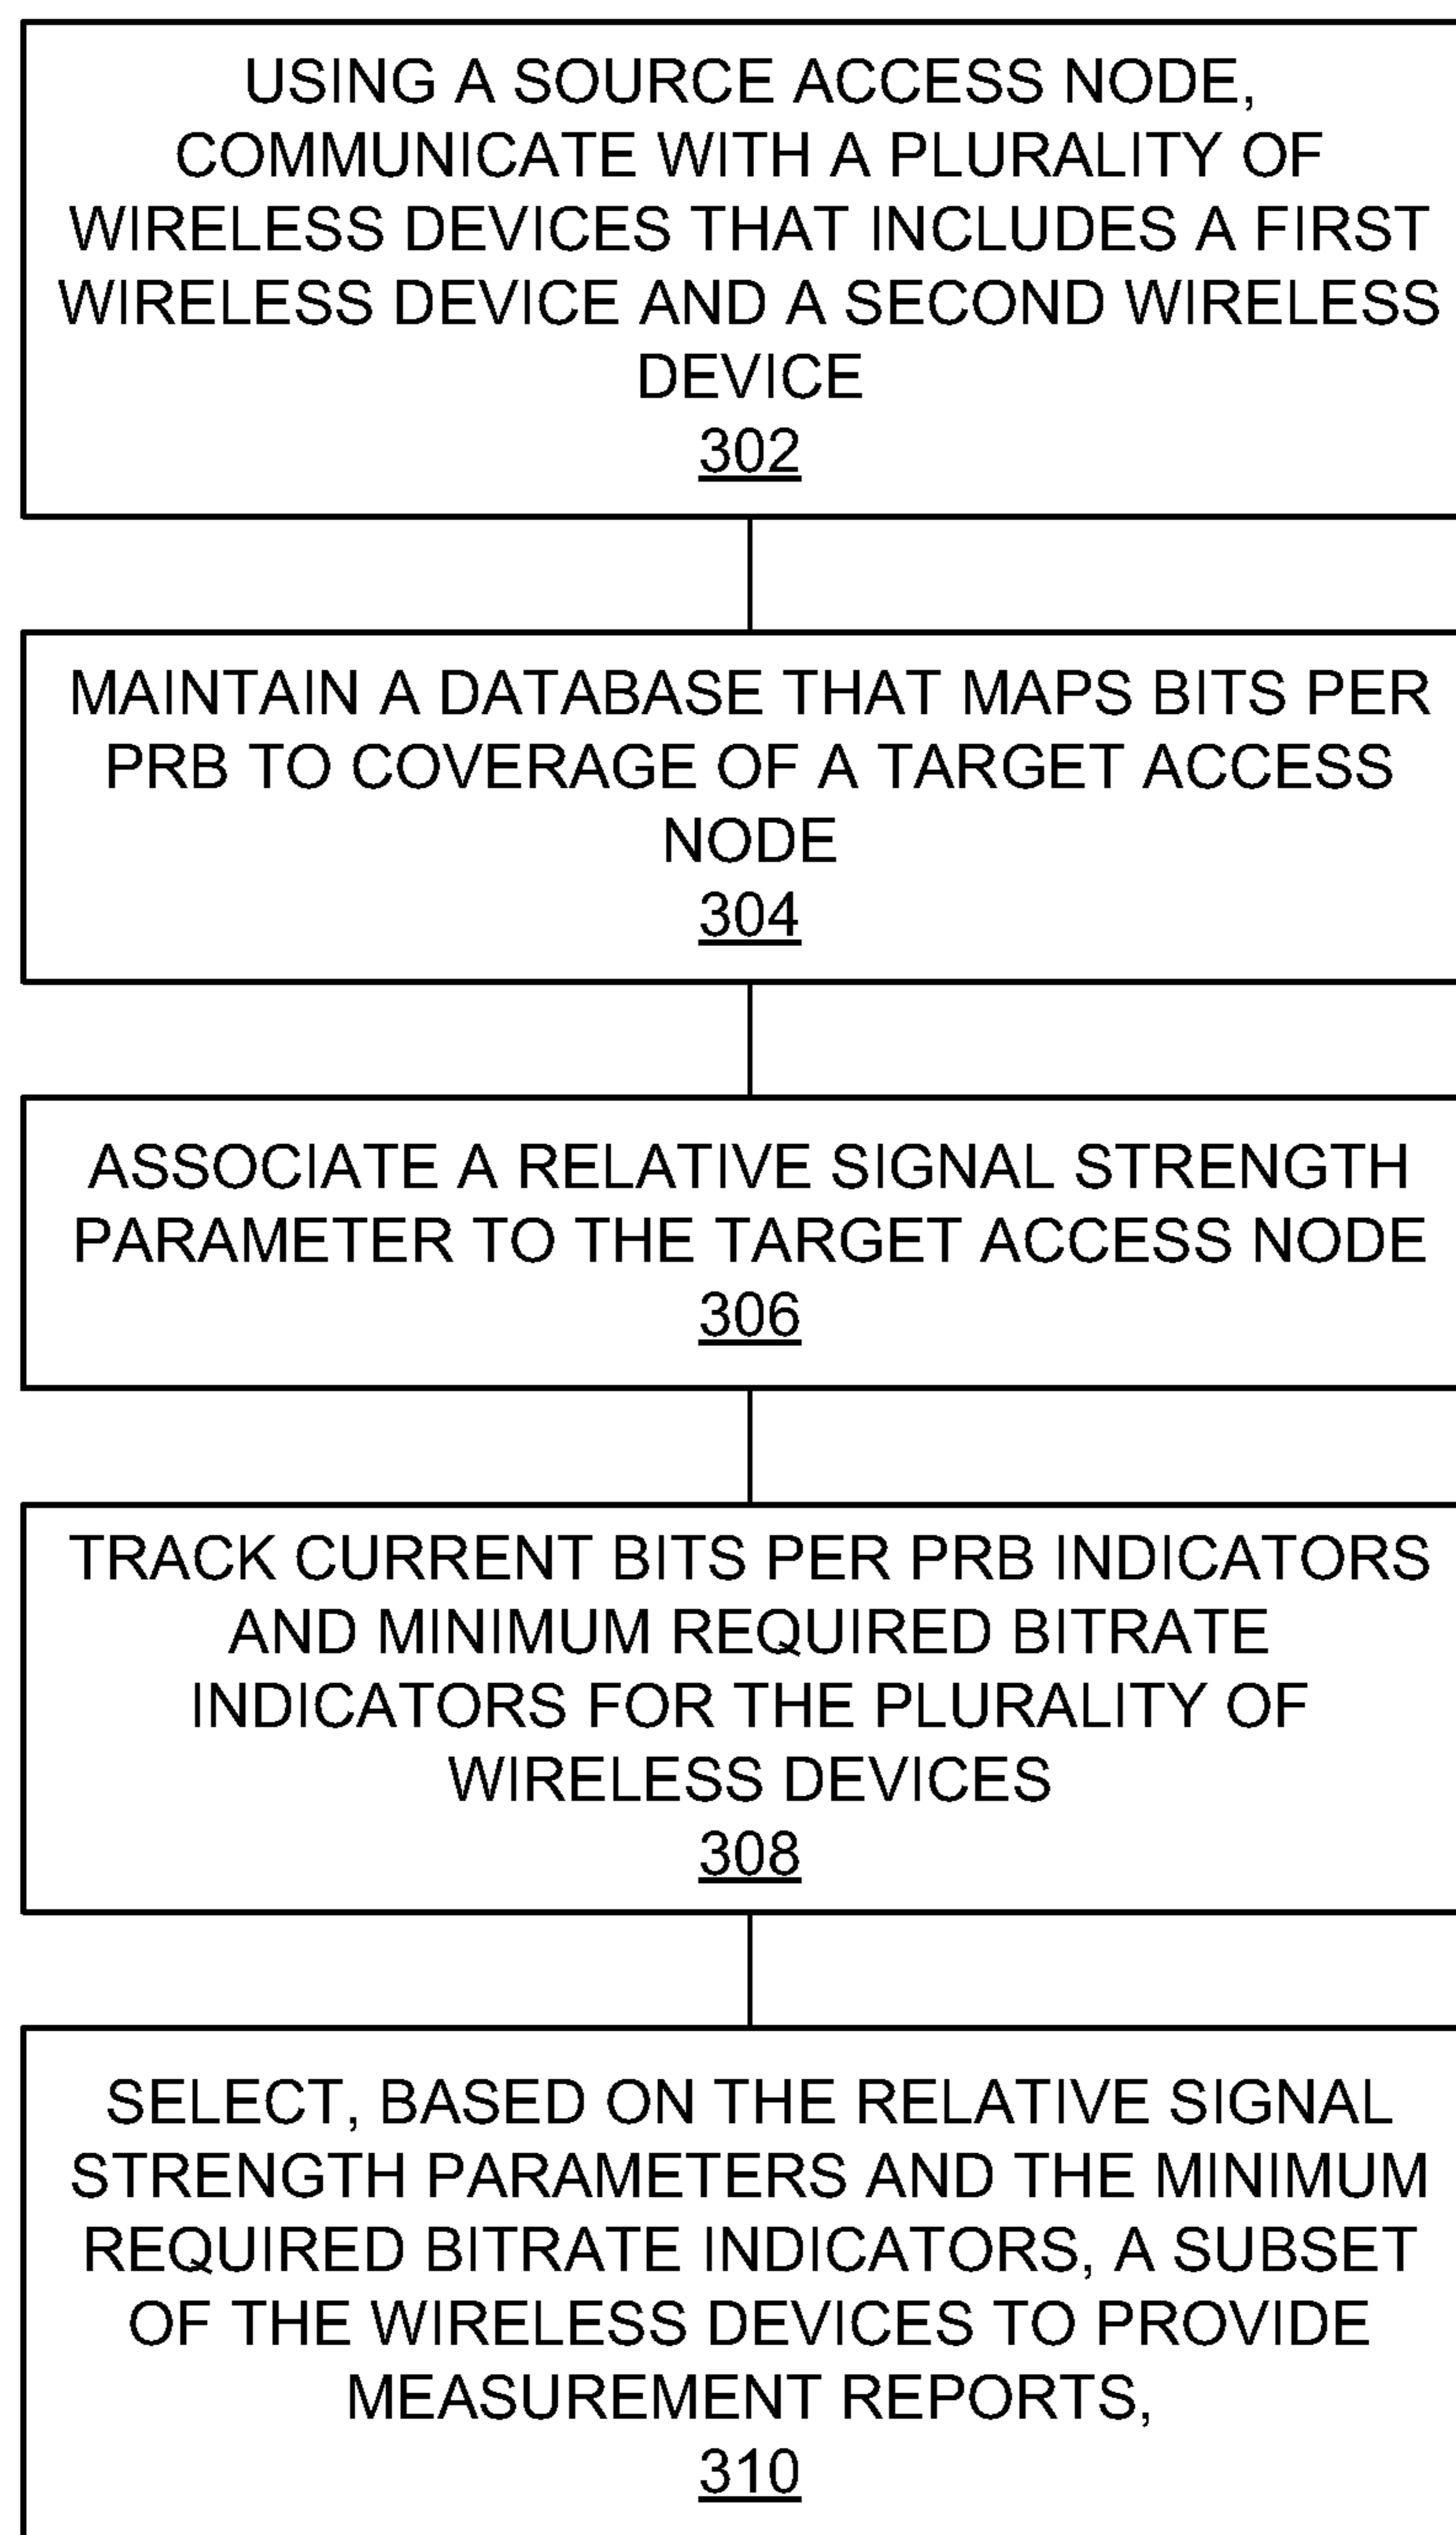 USING A SOURCE ACCESS NODE,
COMMUNICATE WITH A PLURALITY OF
WIRELESS DEVICES THAT INCLUDES A FIRST
WIRELESS DEVICE AND A SECOND WIRELESS
DEVICE
302
MAINTAIN A DATABASE THAT MAPS BITS PER
PRB TO COVERAGE OF A TARGET ACCESS
NODE
304
ASSOCIATE A RELATIVE SIGNAL STRENGTH
PARAMETER TO THE TARGET ACCESS NODE
306
TRACK CURRENT BITS PER PRB INDICATORS
AND MINIMUM REQUIRED BITRATE
INDICATORS FOR THE PLURALITY OF
WIRELESS DEVICES
308
SELECT, BASED ON THE RELATIVE SIGNAL
STRENGTH PARAMETERS AND THE MINIMUM
REQUIRED BITRATE INDICATORS, A SUBSET
OF THE WIRELESS DEVICES TO PROVIDE
MEASUREMENT REPORTS,
310